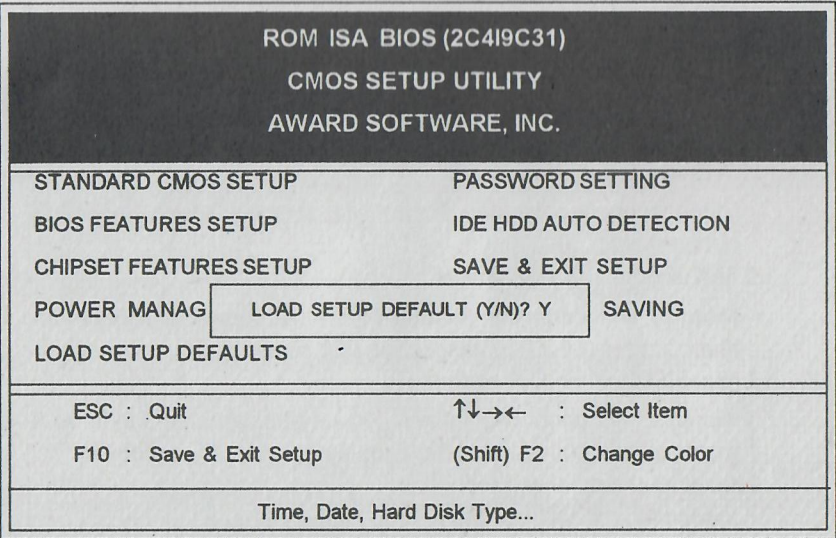 ROM ISA BIOS (2C4I9C31)
CMOS SETUP UTILITY
AWARD SOFTWARE, INC.
STANDARD CMOS SETUP PASSWORD SETTING
BIOS FEATURES SETUP IDE HDD AUTO DETECTION
CHIPSET FEATURES SETUP SAVE & EXIT SETUP
POWER MANAG LOAD SETUP DEFAULT (Y/N)? Y SAVING
LOAD SETUP DEFAULTS
ESC : Quit ↑↓→← : Select Item
F10 : Save & Exit Setup (Shift) F2 : Change Color
Time, Date, Hard Disk Type...